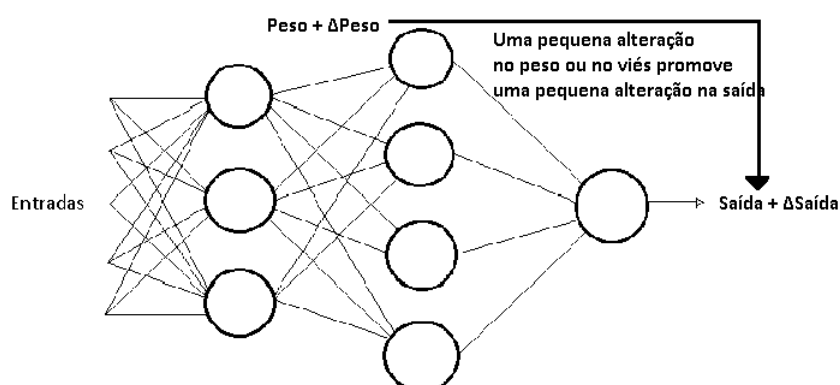 Peso + ΔPeso
Uma pequena alteração
no peso ou no viés promove
uma pequena alteração na saída
Entradas
Saída + ΔSaída